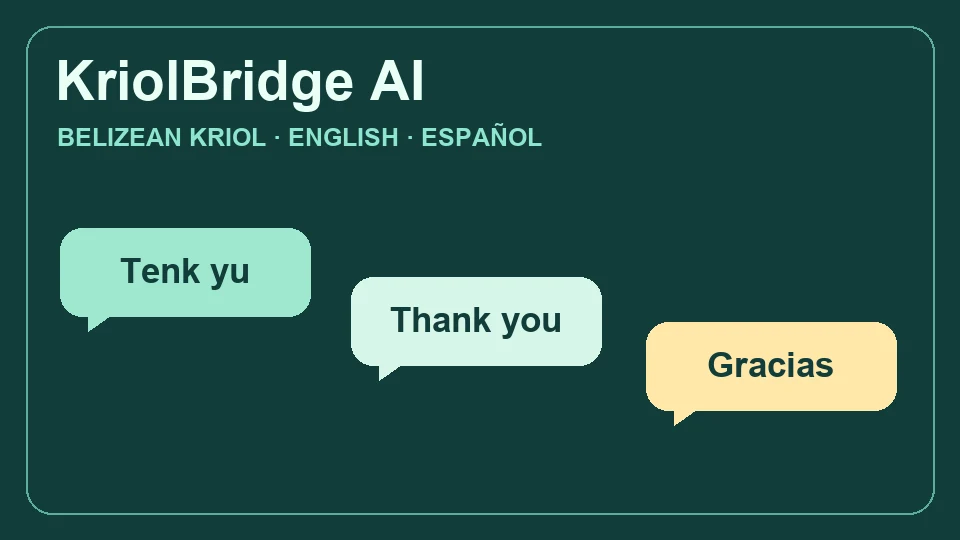 KriolBridge AI
BELIZEAN KRIOL · ENGLISH · ESPAÑOL
Tenk yu
Thank you
Gracias